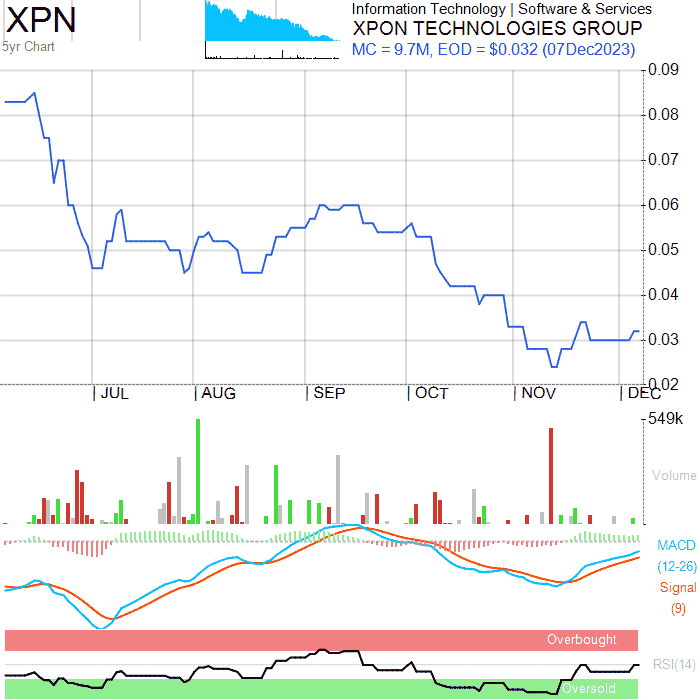 XPN
5yr Chart
Information Technology | Software & Services
XPON TECHNOLOGIES GROUP
MC = 9.7M, EOD = $0.032 (07Dec2023)
0.09
0.08
0.07
0.06
0.05
0.04
0.03
0.02
JUL AUG SEP OCT NOV DEC
549k
Volume
MACD
(12-26)
Signal
(9)
Overbought
RSI(14)
Oversold